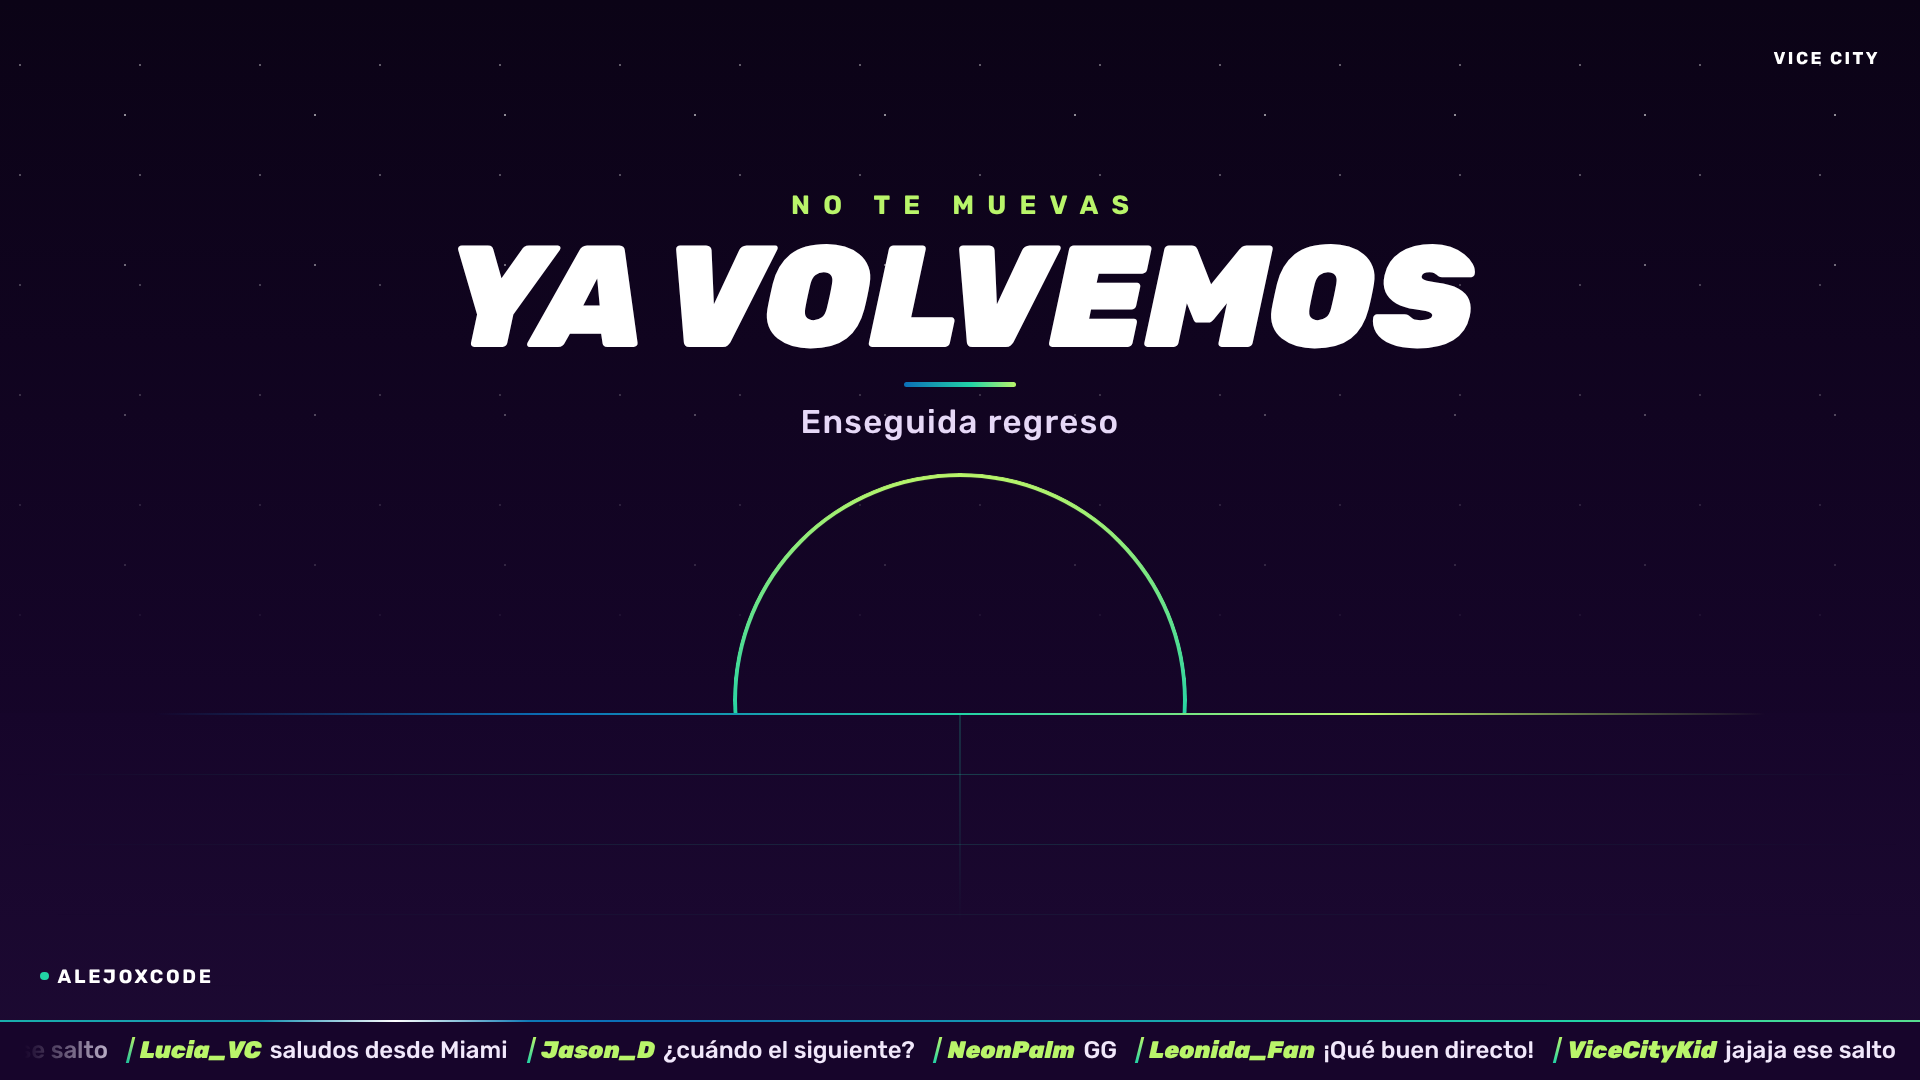 VICE CITY
NO TE MUEVAS
YA VOLVEMOS
Enseguida regreso
ALEJOXCODE
e salto / Lucia_VC saludos desde Miami / Jason_D ¿cuándo el siguiente? / NeonPalm GG / Leonida_Fan ¡Qué buen directo! / ViceCityKid jajaja ese salto